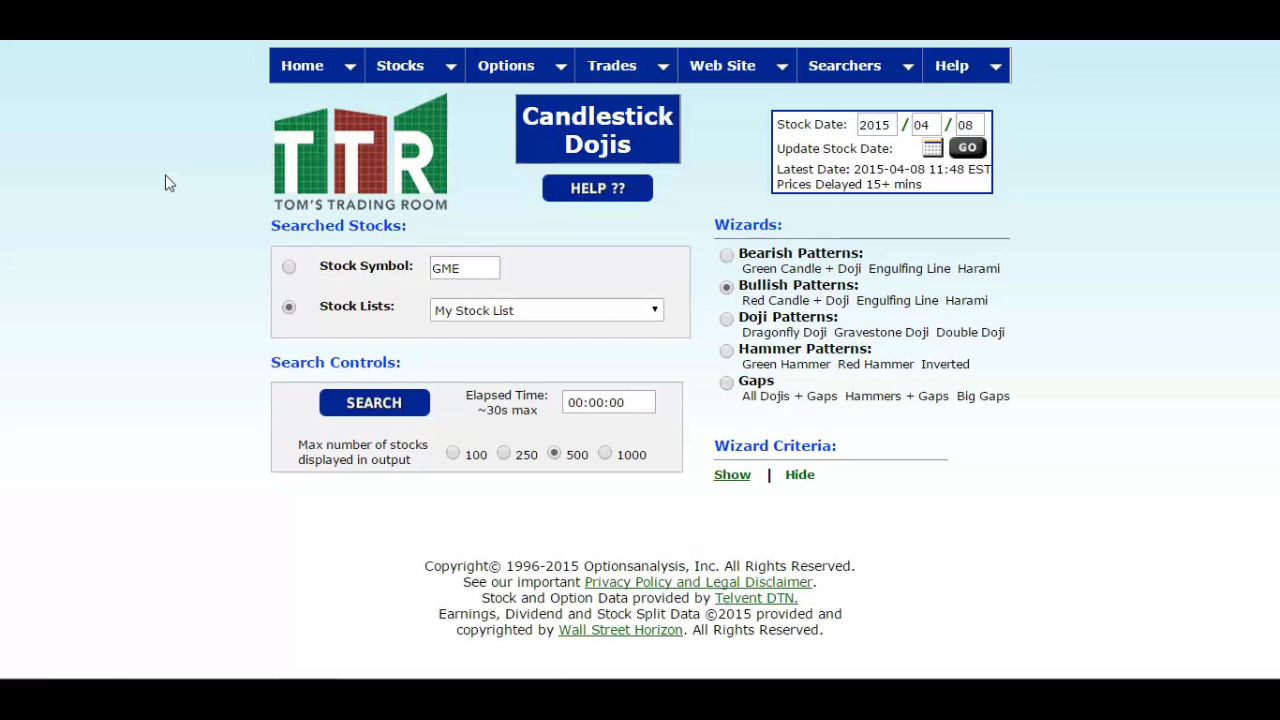 Home Stocks Options Trades Web Site Searchers Help
TTR
TOM'S TRADING ROOM
Candlestick
Dojis
HELP ??
Stock Date: 2015 / 04 / 08
Update Stock Date: GO
Latest Date: 2015-04-08 11:48 EST
Prices Delayed 15+ mins
Searched Stocks:
Stock Symbol: GME
Stock Lists: My Stock List
Search Controls:
SEARCH
Elapsed Time:
~30s max
00:00:00
Max number of stocks
displayed in output
100 250 500 1000
Wizards:
Bearish Patterns:
Green Candle + Doji Engulfing Line Harami
Bullish Patterns:
Red Candle + Doji Engulfing Line Harami
Doji Patterns:
Dragonfly Doji Gravestone Doji Double Doji
Hammer Patterns:
Green Hammer Red Hammer Inverted
Gaps
All Dojis + Gaps Hammers + Gaps Big Gaps
Wizard Criteria:
Show | Hide
Copyright© 1996-2015 Optionsanalysis, Inc. All Rights Reserved.
See our important Privacy Policy and Legal Disclaimer.
Stock and Option Data provided by Telvent DTN.
Earnings, Dividend and Stock Split Data ©2015 provided and
copyrighted by Wall Street Horizon. All Rights Reserved.